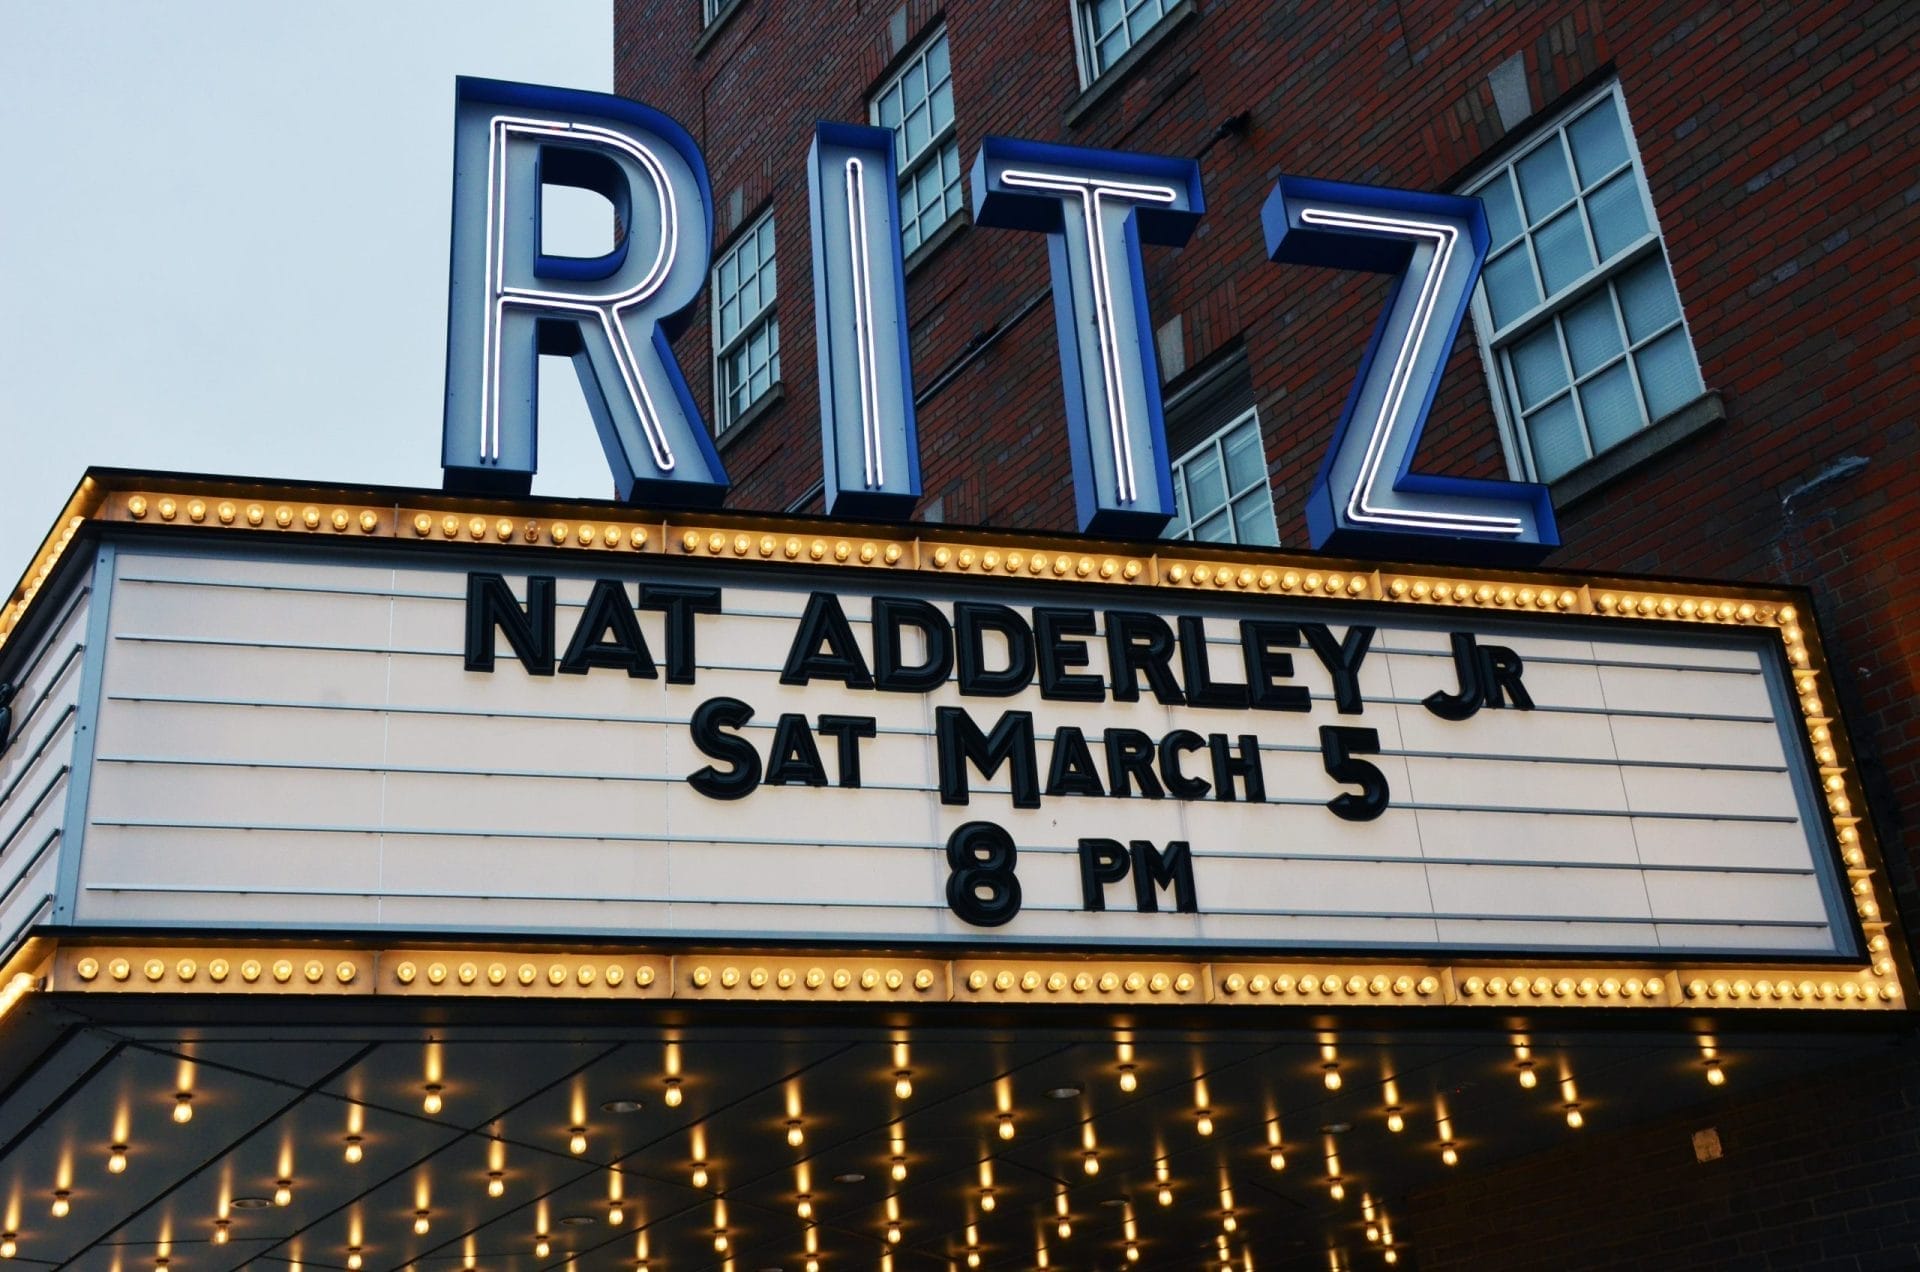 RITZ
NAT ADDERLEY JR
SAT MARCH 5
8 PM